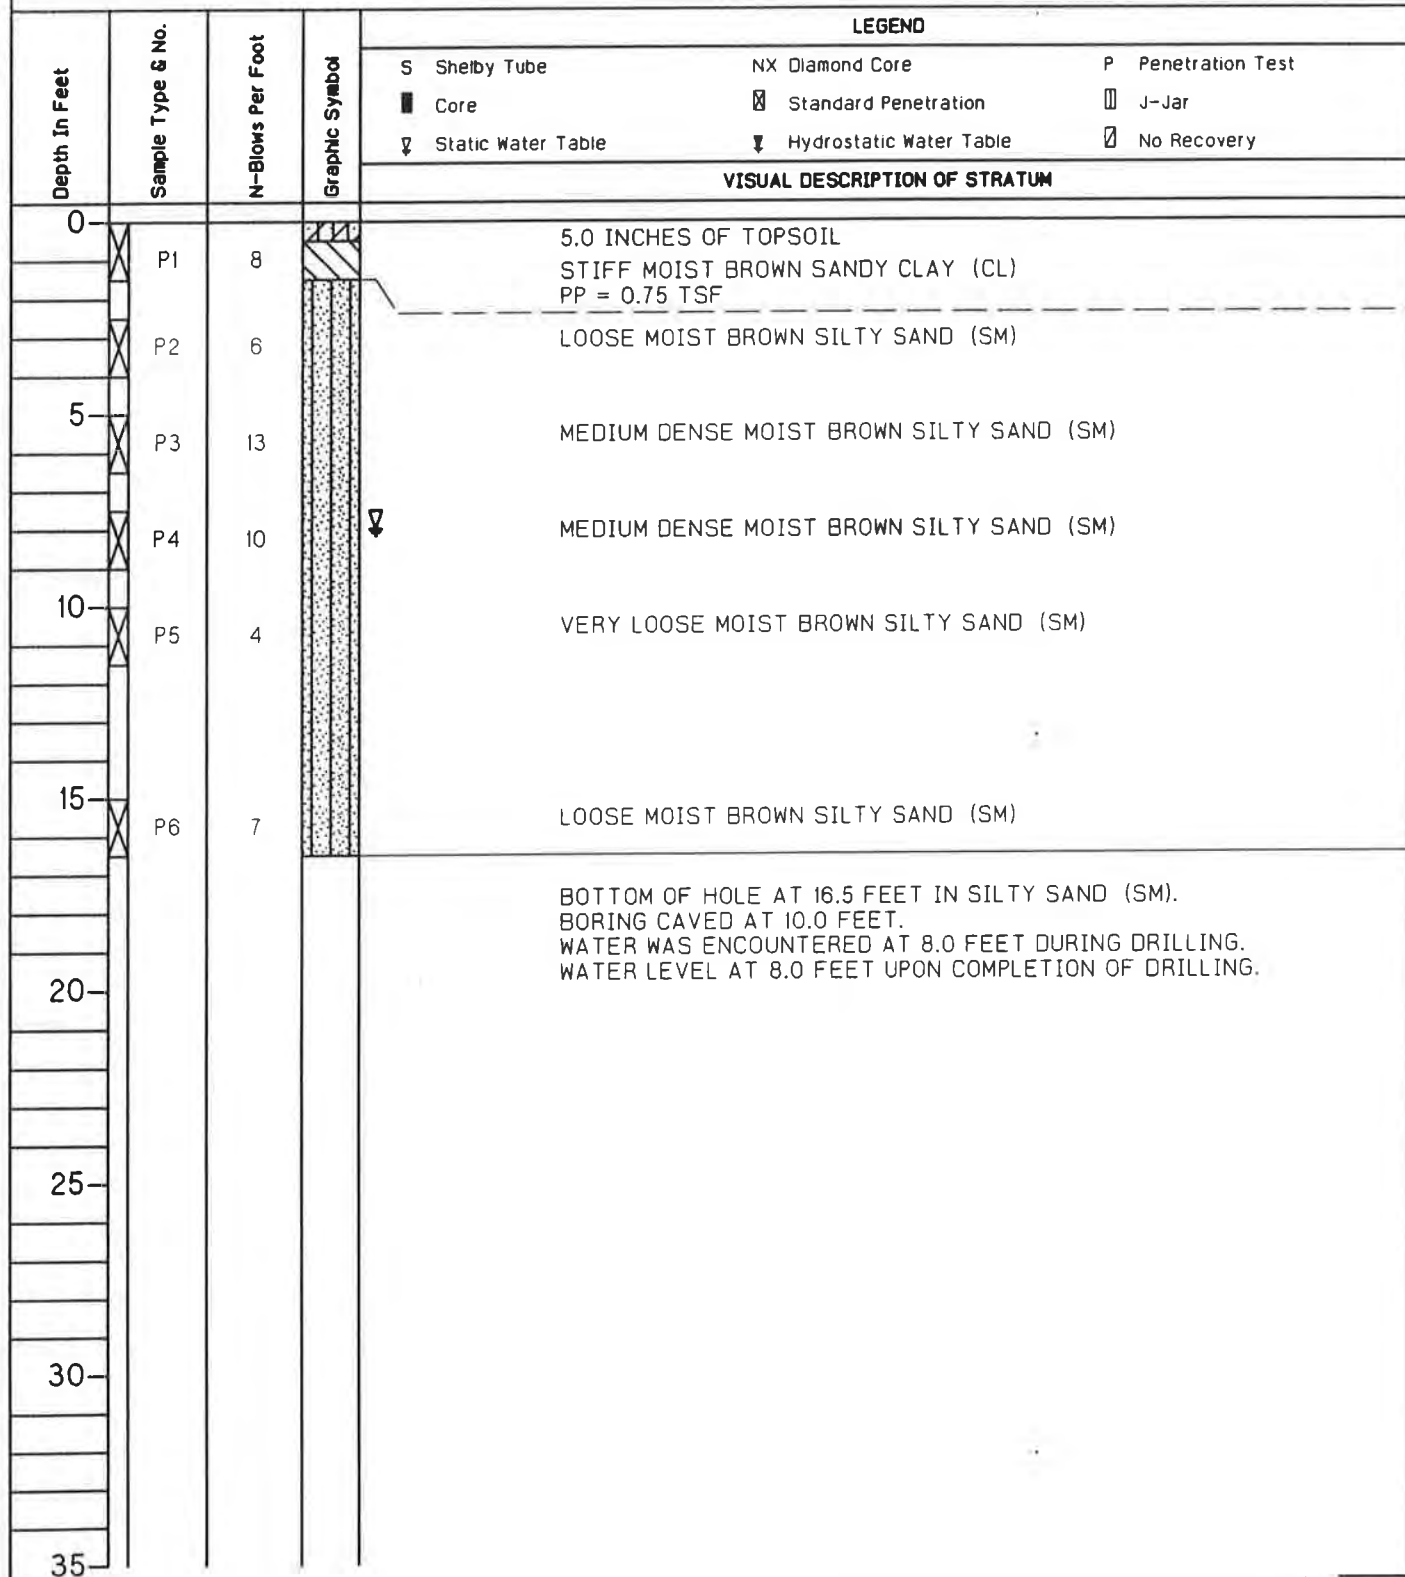 LEGEND
Depth In Feet
Sample Type & No.
N-Blows Per Foot
Graphic Symbol
S Shelby Tube NX Diamond Core P Penetration Test
Core Standard Penetration J-Jar
Static Water Table Hydrostatic Water Table No Recovery
VISUAL DESCRIPTION OF STRATUM
0
5.0 INCHES OF TOPSOIL
P1 8 STIFF MOIST BROWN SANDY CLAY (CL)
PP = 0.75 TSF
P2 6 LOOSE MOIST BROWN SILTY SAND (SM)
5
P3 13 MEDIUM DENSE MOIST BROWN SILTY SAND (SM)
P4 10 MEDIUM DENSE MOIST BROWN SILTY SAND (SM)
10
P5 4 VERY LOOSE MOIST BROWN SILTY SAND (SM)
15
P6 7 LOOSE MOIST BROWN SILTY SAND (SM)
BOTTOM OF HOLE AT 16.5 FEET IN SILTY SAND (SM).
BORING CAVED AT 10.0 FEET.
WATER WAS ENCOUNTERED AT 8.0 FEET DURING DRILLING.
WATER LEVEL AT 8.0 FEET UPON COMPLETION OF DRILLING.
20
25
30
35